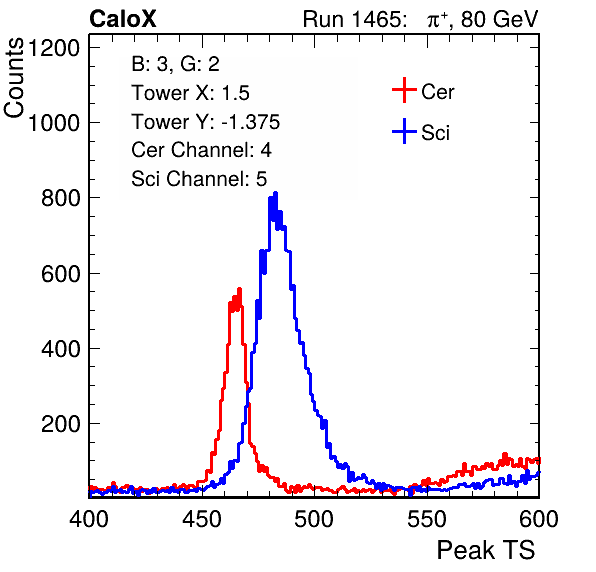 CaloX Run 1465: π⁺, 80 GeV
Counts
B: 3, G: 2
Tower X: 1.5
Tower Y: -1.375
Cer Channel: 4
Sci Channel: 5
Cer
Sci
1200
1000
800
600
400
200
400 450 500 550 600
Peak TS